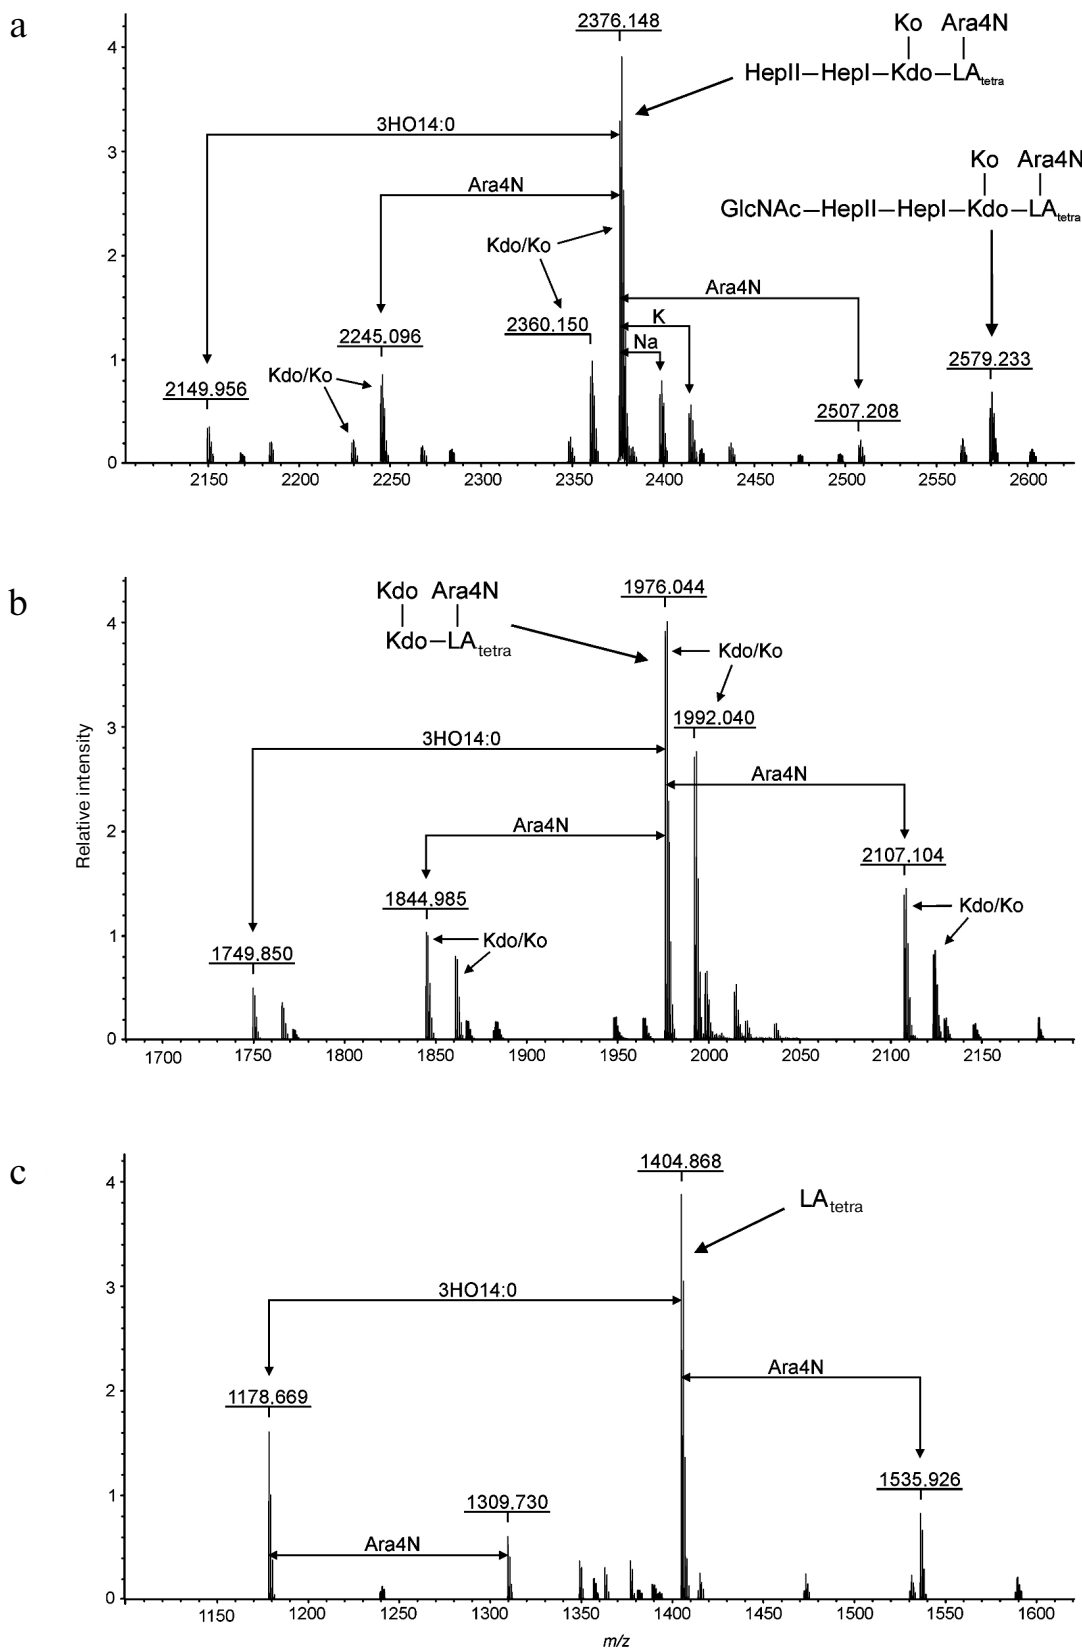 a
2376.148
Ko Ara4N
HepII–HepI–Kdo–LAtetra
3HO14:0
Ko Ara4N
GlcNAc–HepII–HepI–Kdo–LAtetra
Ara4N
Kdo/Ko
Ara4N
K
Na
2360.150
2245.096
Kdo/Ko
2149.956
2579.233
2507.208
4
3
2
1
0
2150 2200 2250 2300 2350 2400 2450 2500 2550 2600
b
Kdo Ara4N
Kdo–LAtetra
1976.044
Kdo/Ko
1992.040
3HO14:0
Ara4N
Ara4N
2107.104
1844.985
Kdo/Ko
Kdo/Ko
1749.850
Relative intensity
4
3
2
1
0
1700 1750 1800 1850 1900 1950 2000 2050 2100 2150
c
1404.868
LAtetra
3HO14:0
Ara4N
1178.669
1535.926
1309.730
Ara4N
4
3
2
1
0
1150 1200 1250 1300 1350 1400 1450 1500 1550 1600
m/z